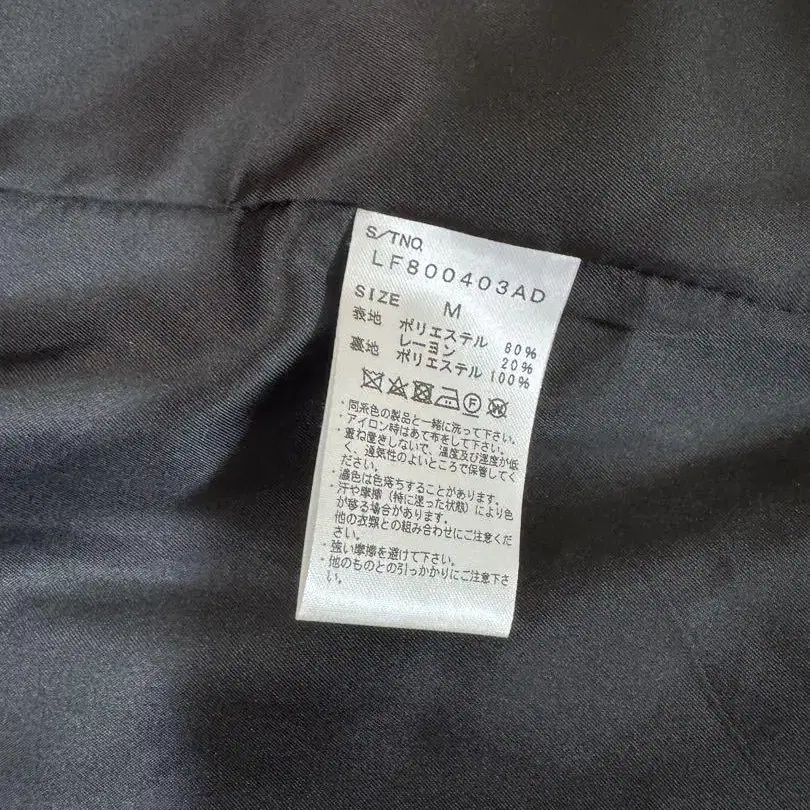 S/TNO.
LF800403AD
SIZE M
表地 ポリエステル 80%
レーヨン 20%
裏地 ポリエステル 100%
・同系色の製品と一緒に洗って下さい。
・アイロン時はあて布をして下さい。
・重ね置きしないで、温度及び湿度が低
く、通気性のよいところで保管してく
ださい。
・濃色は色落ちすることがあります。
・汗や摩擦（特に湿った状態）により色
が移る場合があります。
他の衣類との組み合わせにご注意くだ
さい。
・強い摩擦を避けて下さい。
・他のものとの引っかかりにご注意下さ
い。